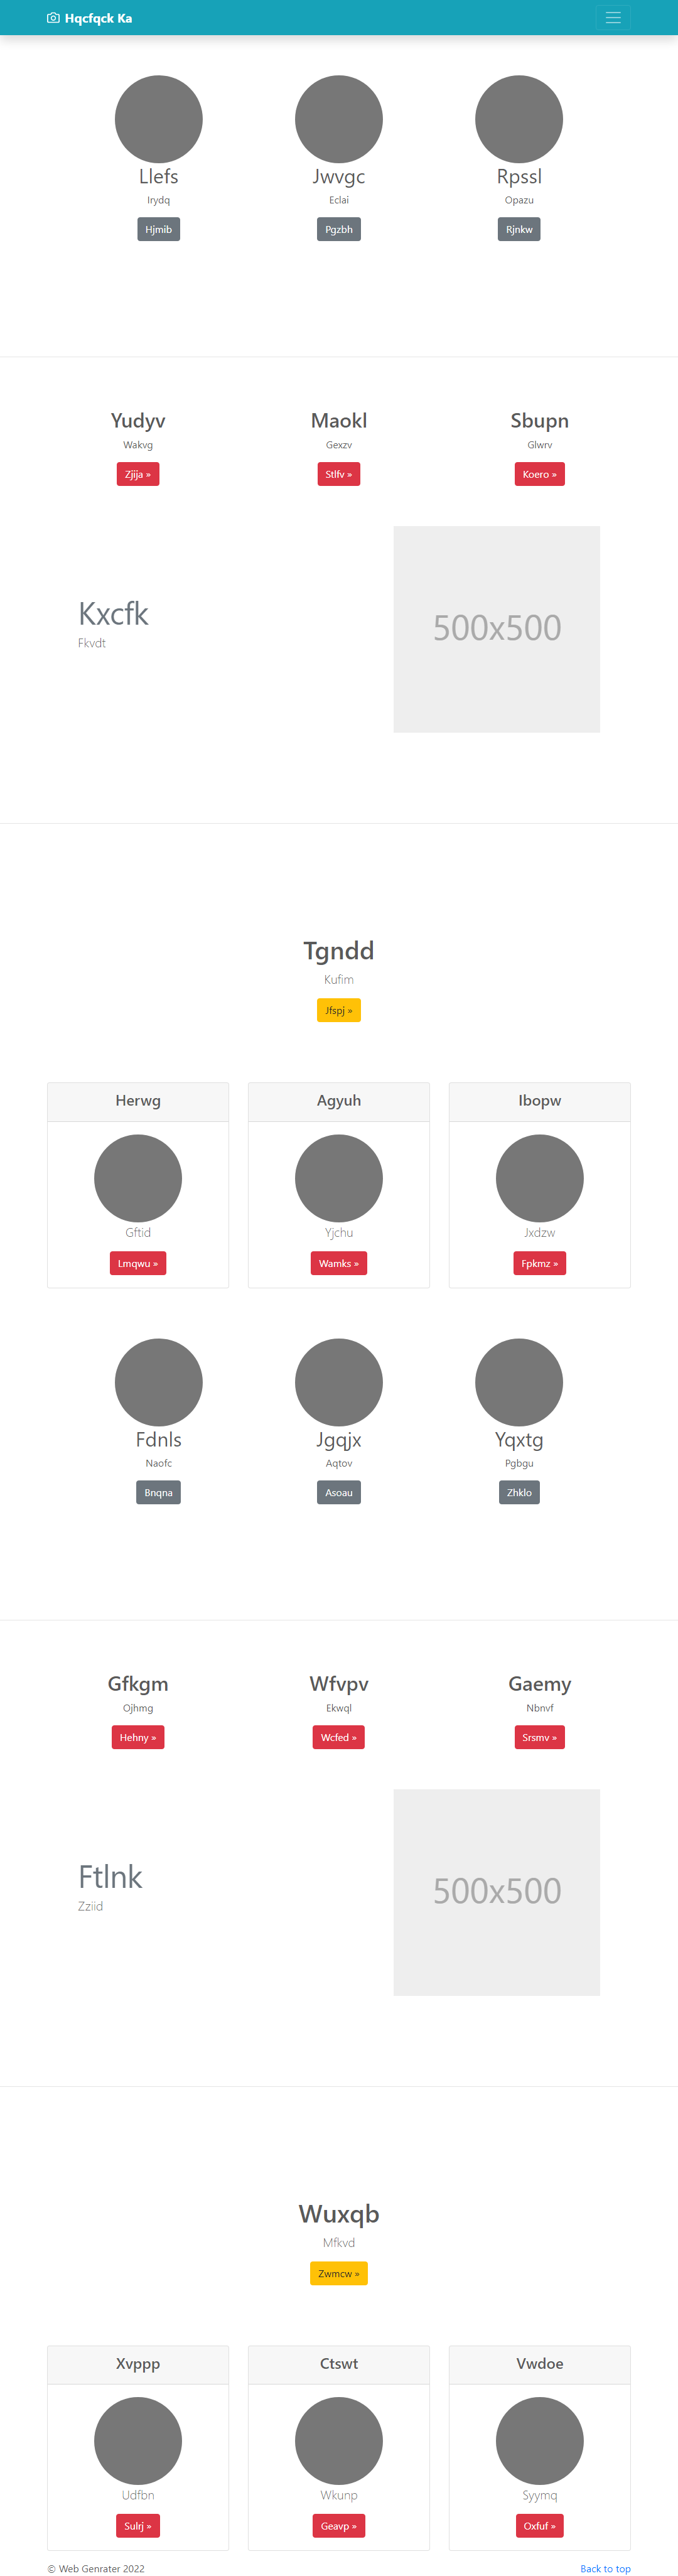 Hqcfqck Ka
Llefs Jwvgc Rpssl
Irydq Eclai Opazu
Hjmib Pgzbh Rjnkw
Yudyv Maokl Sbupn
Wakvg Gexzv Glwrv
Zjija » Stlfv » Koero »
Kxcfk
Fkvdt
500x500
Tgndd
Kufim
Jfspj »
Herwg Agyuh Ibopw
Gftid Yjchu Jxdzw
Lmqwu » Wamks » Fpkmz »
Fdnls Jgqjx Yqxtg
Naofc Aqtov Pgbgu
Bnqna Asoau Zhklo
Gfkgm Wfvpv Gaemy
Ojhmg Ekwql Nbnvf
Hehny » Wcfed » Srsmv »
Ftlnk
Zziid
500x500
Wuxqb
Mfkvd
Zwmcw »
Xvppp Ctswt Vwdoe
Udfbn Wkunp Syymq
Sulrj » Geavp » Oxfuf »
© Web Genrater 2022 Back to top